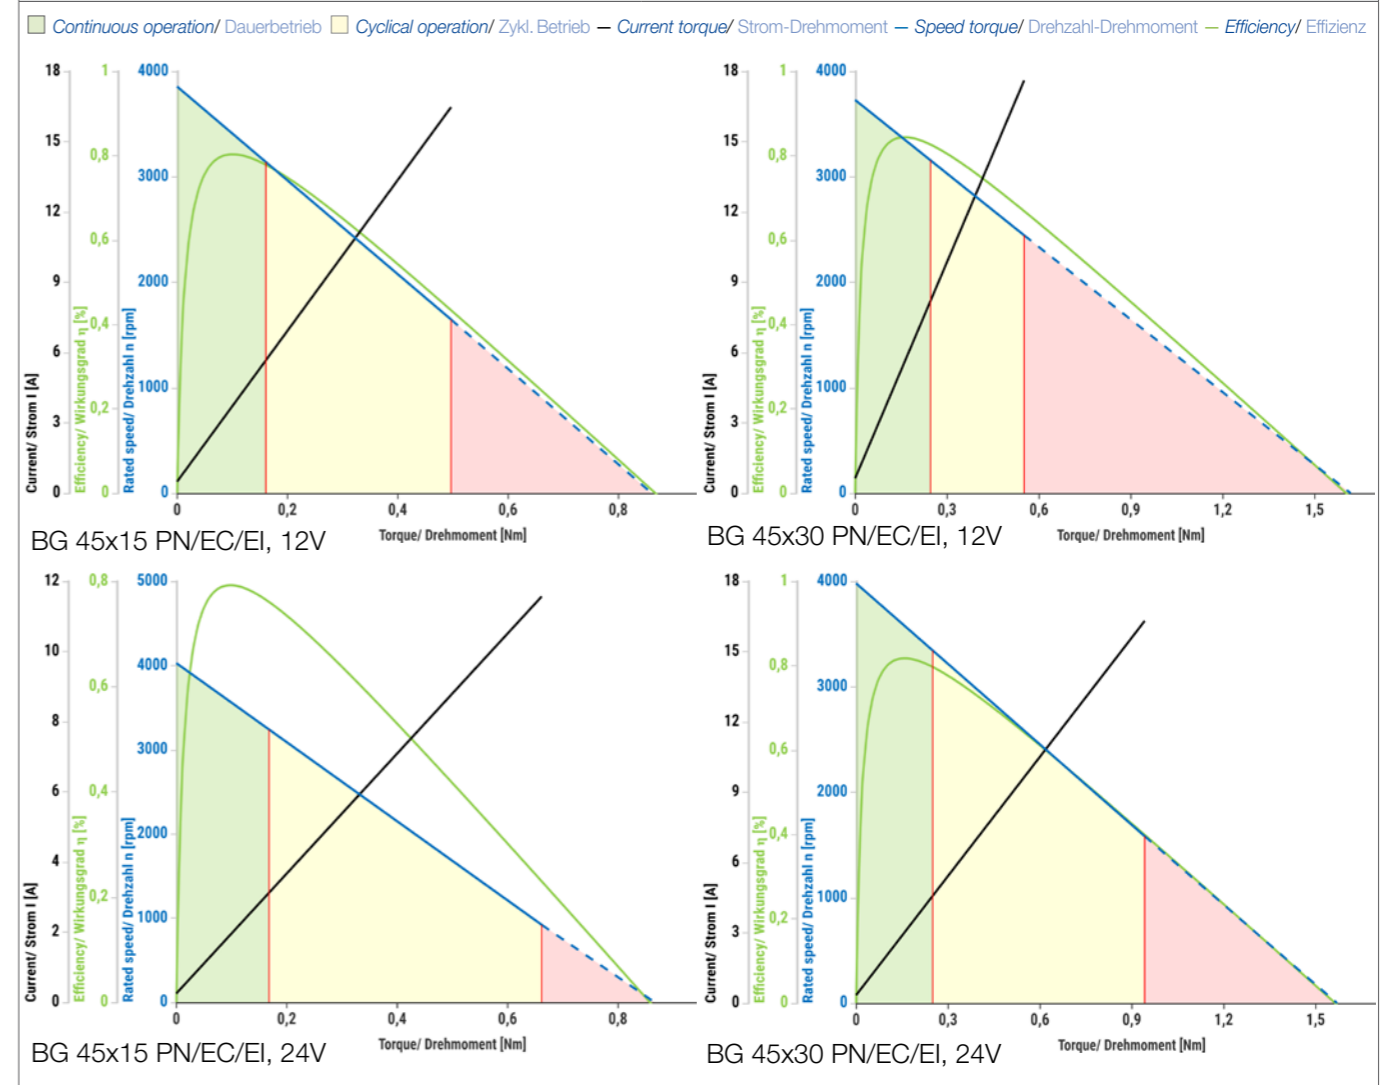 Continuous operation/ Dauerbetrieb Cyclical operation/ Zykl. Betrieb Current torque/ Strom-Drehmoment Speed torque/ Drehzahl-Drehmoment Efficiency/ Effizienz
18
15
12
9
6
3
0
Current/ Strom I [A]
1
0,8
0,6
0,4
0,2
0
Efficiency/ Wirkungsgrad η [%]
4000
3000
2000
1000
0
Rated speed/ Drehzahl n [rpm]
0 0,2 0,4 0,6 0,8
Torque/ Drehmoment [Nm]
BG 45x15 PN/EC/EI, 12V
18
15
12
9
6
3
0
Current/ Strom I [A]
1
0,8
0,6
0,4
0,2
0
Efficiency/ Wirkungsgrad η [%]
4000
3000
2000
1000
0
Rated speed/ Drehzahl n [rpm]
0 0,3 0,6 0,9 1,2 1,5
Torque/ Drehmoment [Nm]
BG 45x30 PN/EC/EI, 12V
12
10
8
6
4
2
0
Current/ Strom I [A]
0,8
0,6
0,4
0,2
0
Efficiency/ Wirkungsgrad η [%]
5000
4000
3000
2000
1000
0
Rated speed/ Drehzahl n [rpm]
0 0,2 0,4 0,6 0,8
Torque/ Drehmoment [Nm]
BG 45x15 PN/EC/EI, 24V
18
15
12
9
6
3
0
Current/ Strom I [A]
1
0,8
0,6
0,4
0,2
0
Efficiency/ Wirkungsgrad η [%]
4000
3000
2000
1000
0
Rated speed/ Drehzahl n [rpm]
0 0,3 0,6 0,9 1,2 1,5
Torque/ Drehmoment [Nm]
BG 45x30 PN/EC/EI, 24V